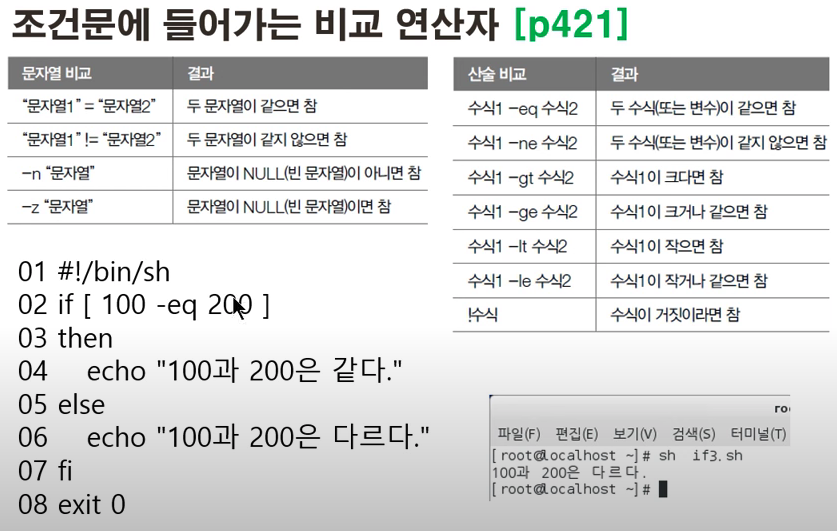 조건문에 들어가는 비교 연산자 [p421]
문자열 비교 결과
"문자열1" = "문자열2" 두 문자열이 같으면 참
"문자열1" != "문자열2" 두 문자열이 같지 않으면 참
-n "문자열" 문자열이 NULL(빈 문자열)이 아니면 참
-z "문자열" 문자열이 NULL(빈 문자열)이면 참
산술 비교 결과
수식1 -eq 수식2 두 수식(또는 변수)이 같으면 참
수식1 -ne 수식2 두 수식(또는 변수)이 같지 않으면 참
수식1 -gt 수식2 수식1이 크다면 참
수식1 -ge 수식2 수식1이 크거나 같으면 참
수식1 -lt 수식2 수식1이 작으면 참
수식1 -le 수식2 수식1이 작거나 같으면 참
!수식 수식이 거짓이라면 참
01 #!/bin/sh
02 if [ 100 -eq 200 ]
03 then
04 echo "100과 200은 같다."
05 else
06 echo "100과 200은 다르다."
07 fi
08 exit 0
파일(F) 편집(E) 보기(V) 검색(S) 터미널(T)
[root@localhost ~]# sh if3.sh
100과 200은 다르다.
[root@localhost ~]#